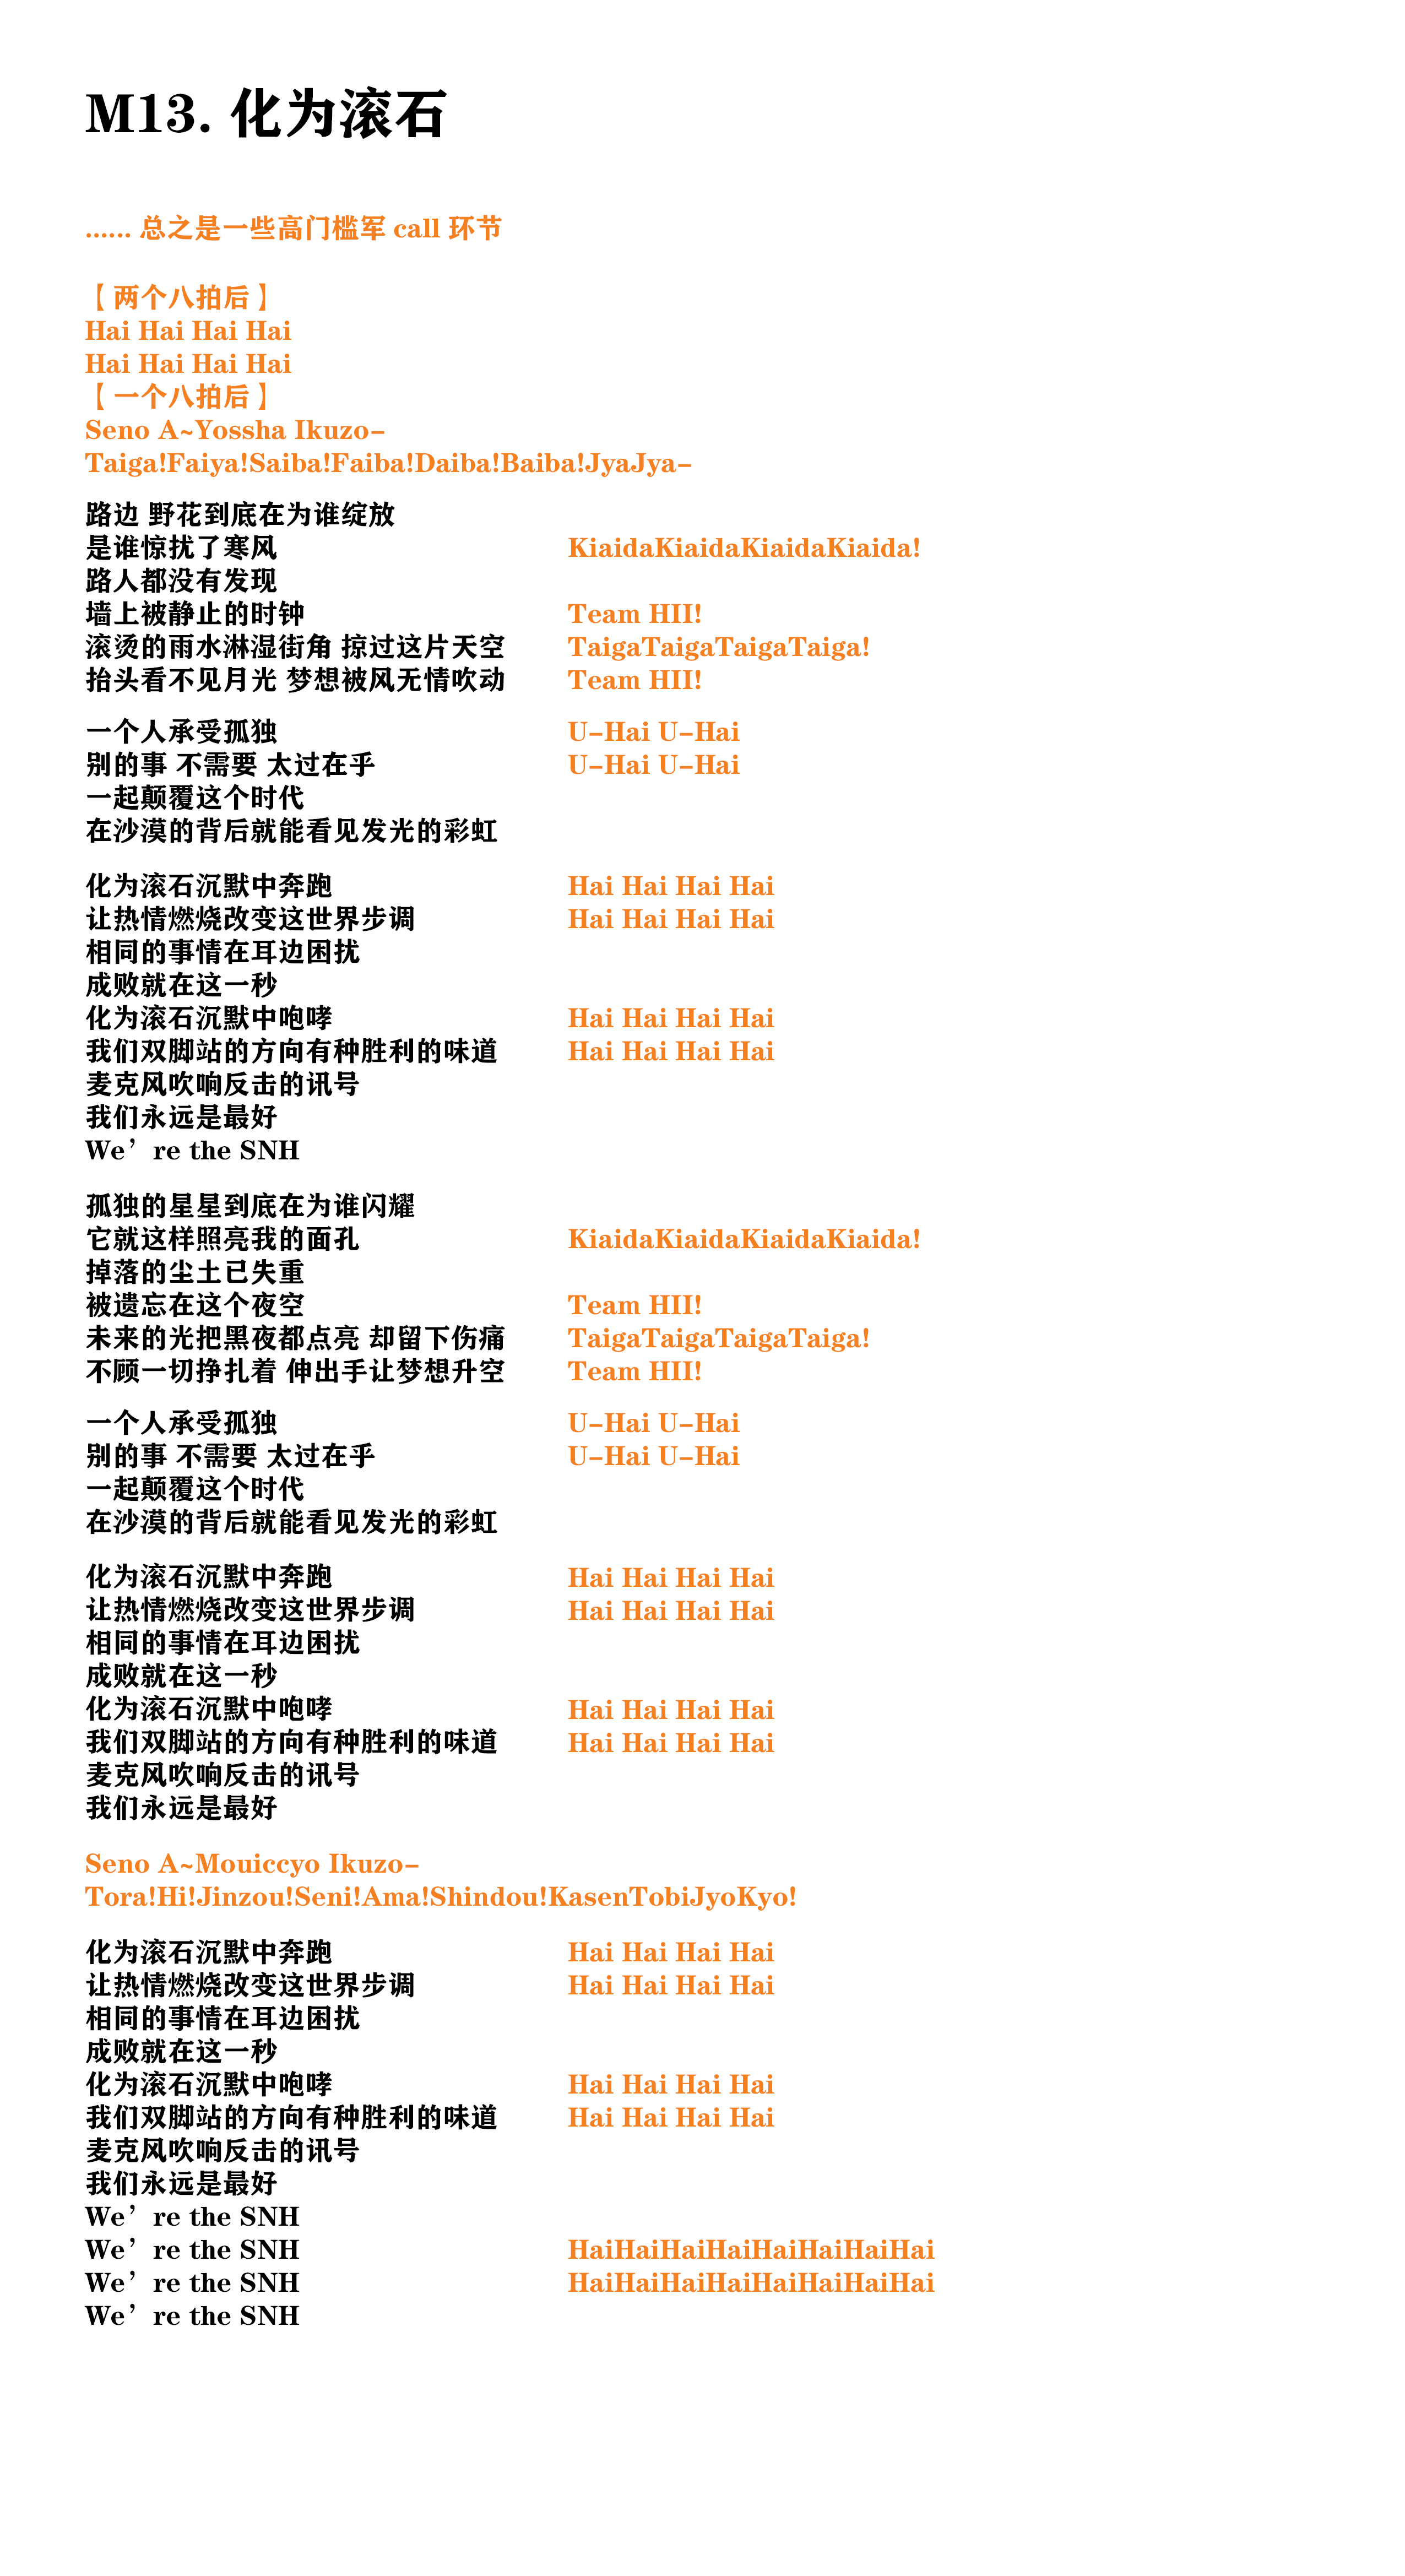 M13. 化为滚石
...... 总之是一些高门槛军 call 环节
【两个八拍后】
Hai Hai Hai Hai
Hai Hai Hai Hai
【一个八拍后】
Seno A~Yossha Ikuzo-
Taiga!Faiya!Saiba!Faiba!Daiba!Baiba!JyaJya-
路边 野花到底在为谁绽放
是谁惊扰了寒风 KiaidaKiaidaKiaidaKiaida!
路人都没有发现
墙上被静止的时钟 Team HII!
滚烫的雨水淋湿街角 掠过这片天空 TaigaTaigaTaigaTaiga!
抬头看不见月光 梦想被风无情吹动 Team HII!
一个人承受孤独 U-Hai U-Hai
别的事 不需要 太过在乎 U-Hai U-Hai
一起颠覆这个时代
在沙漠的背后就能看见发光的彩虹
化为滚石沉默中奔跑 Hai Hai Hai Hai
让热情燃烧改变这世界步调 Hai Hai Hai Hai
相同的事情在耳边困扰
成败就在这一秒
化为滚石沉默中咆哮 Hai Hai Hai Hai
我们双脚站的方向有种胜利的味道 Hai Hai Hai Hai
麦克风吹响反击的讯号
我们永远是最好
We’re the SNH
孤独的星星到底在为谁闪耀
它就这样照亮我的面孔 KiaidaKiaidaKiaidaKiaida!
掉落的尘土已失重
被遗忘在这个夜空 Team HII!
未来的光把黑夜都点亮 却留下伤痛 TaigaTaigaTaigaTaiga!
不顾一切挣扎着 伸出手让梦想升空 Team HII!
一个人承受孤独 U-Hai U-Hai
别的事 不需要 太过在乎 U-Hai U-Hai
一起颠覆这个时代
在沙漠的背后就能看见发光的彩虹
化为滚石沉默中奔跑 Hai Hai Hai Hai
让热情燃烧改变这世界步调 Hai Hai Hai Hai
相同的事情在耳边困扰
成败就在这一秒
化为滚石沉默中咆哮 Hai Hai Hai Hai
我们双脚站的方向有种胜利的味道 Hai Hai Hai Hai
麦克风吹响反击的讯号
我们永远是最好
Seno A~Mouiccyo Ikuzo-
Tora!Hi!Jinzou!Seni!Ama!Shindou!KasenTobiJyoKyo!
化为滚石沉默中奔跑 Hai Hai Hai Hai
让热情燃烧改变这世界步调 Hai Hai Hai Hai
相同的事情在耳边困扰
成败就在这一秒
化为滚石沉默中咆哮 Hai Hai Hai Hai
我们双脚站的方向有种胜利的味道 Hai Hai Hai Hai
麦克风吹响反击的讯号
我们永远是最好
We’re the SNH
We’re the SNH HaiHaiHaiHaiHaiHaiHaiHai
We’re the SNH HaiHaiHaiHaiHaiHaiHaiHai
We’re the SNH